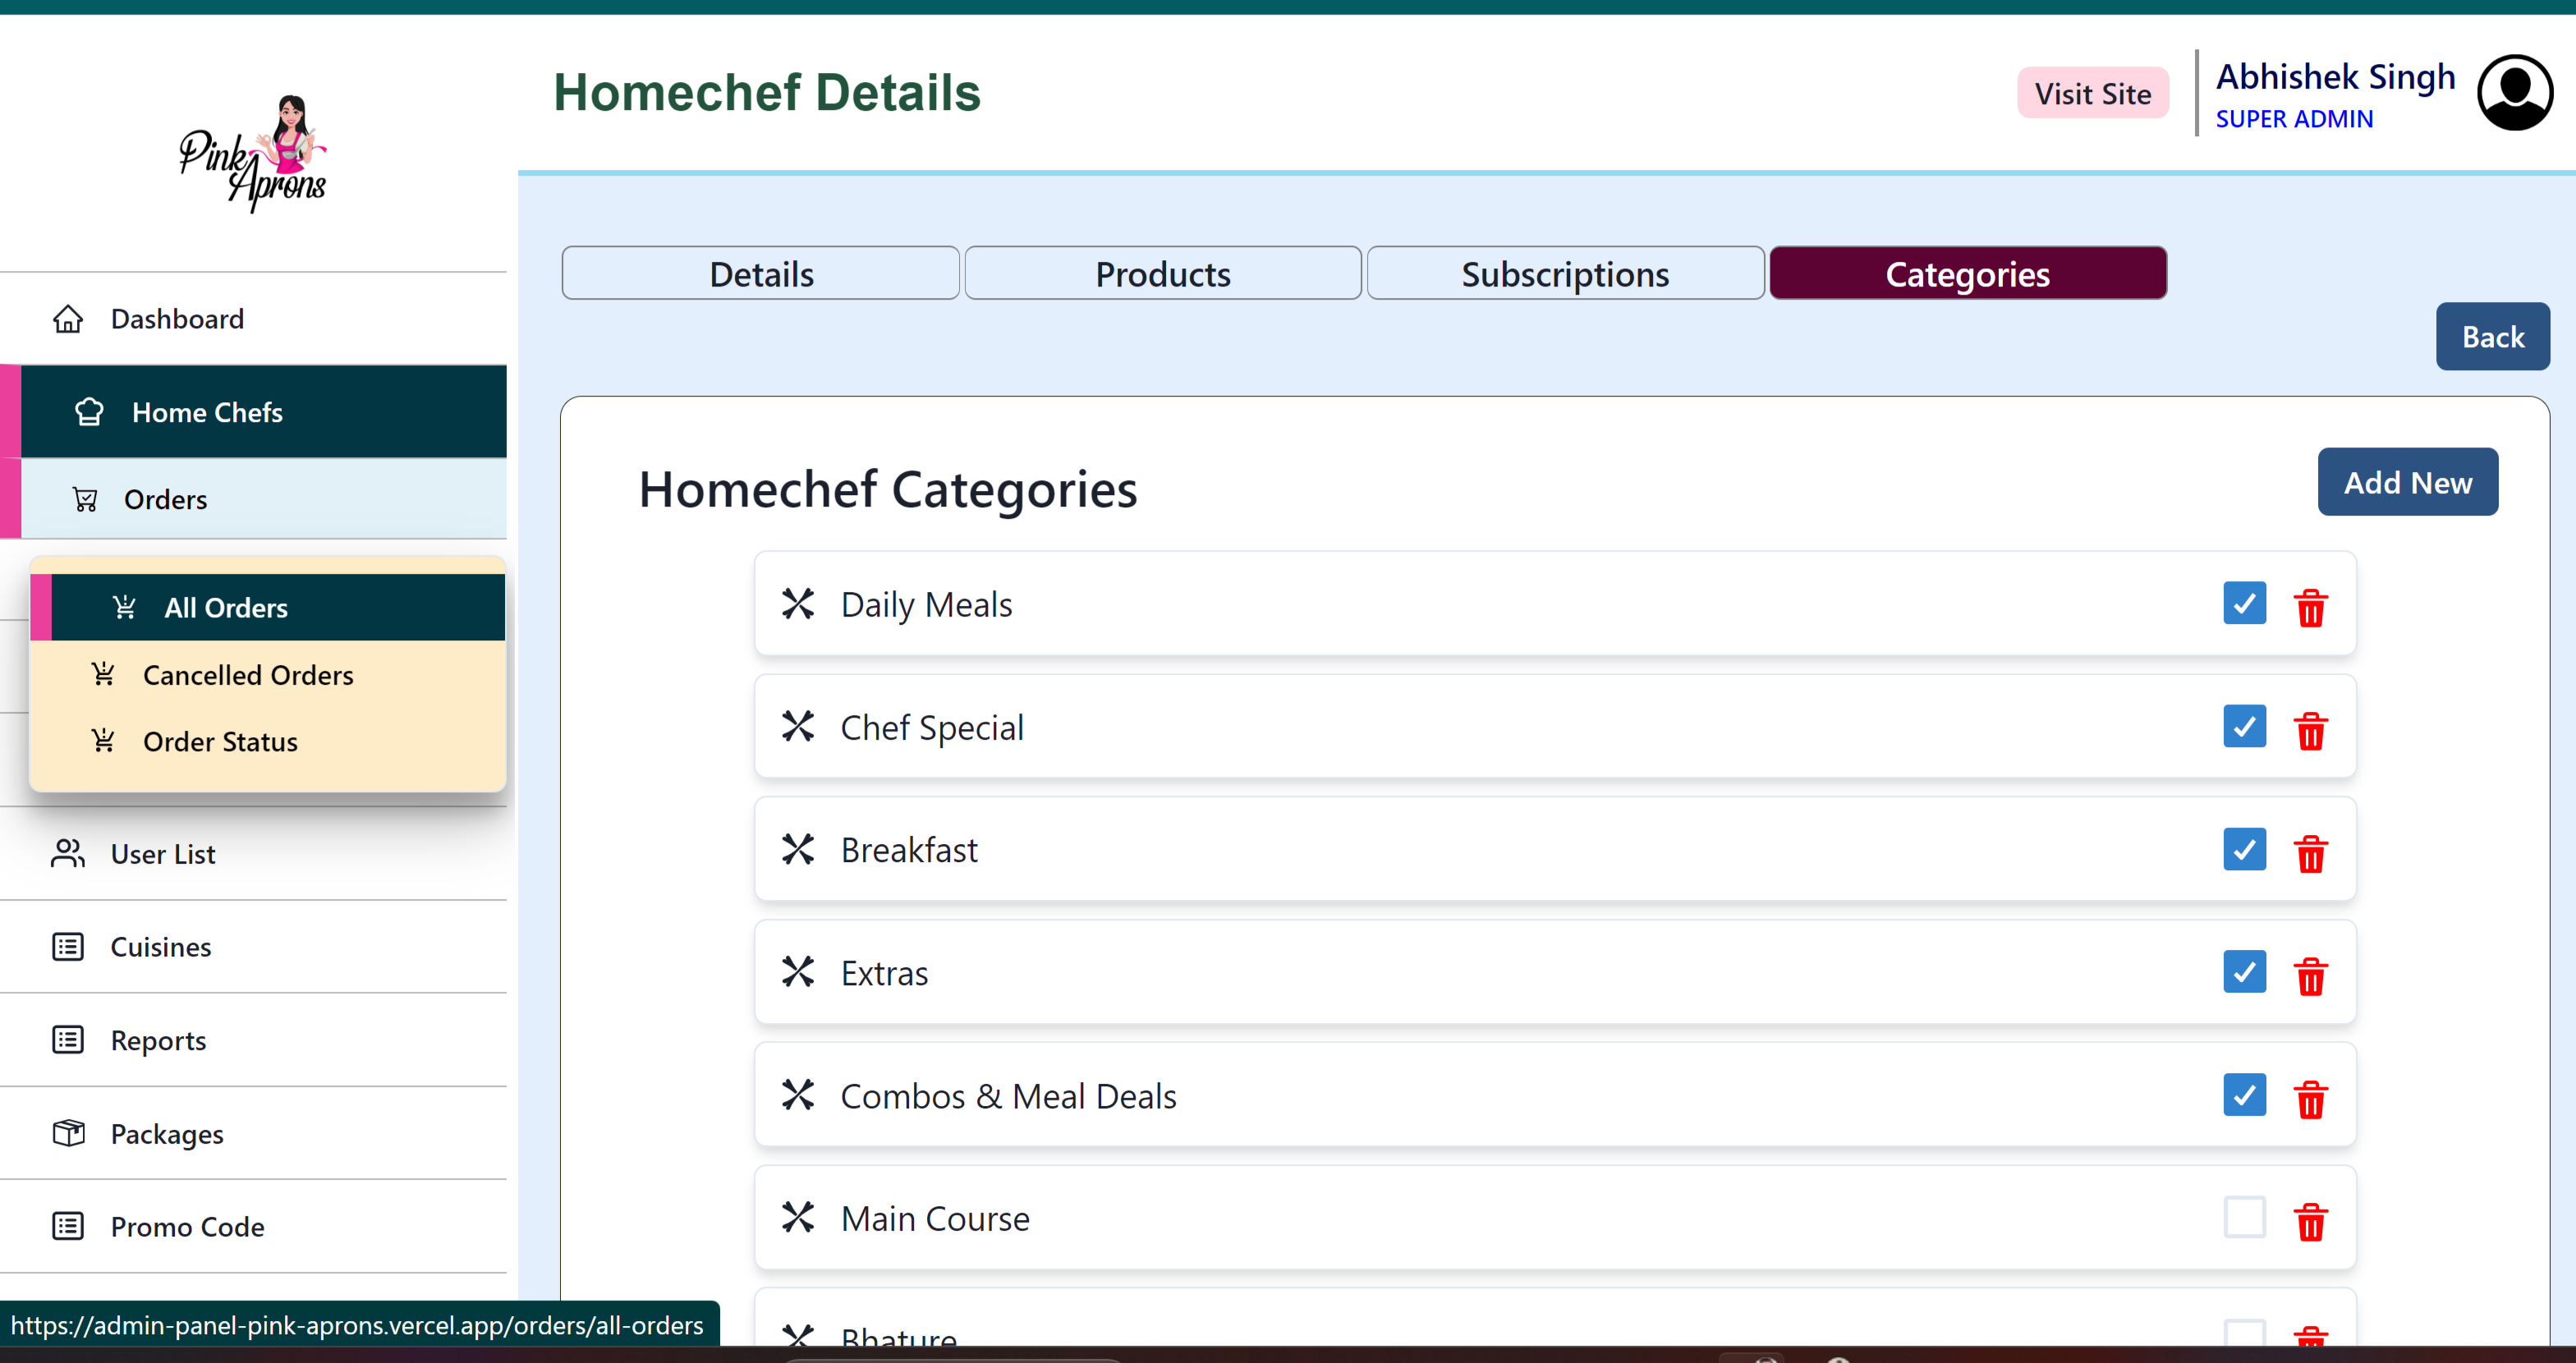 Pink
Aprons
Homechef Details
Visit Site
Abhishek Singh
SUPER ADMIN
Dashboard
Home Chefs
Orders
All Orders
Cancelled Orders
Order Status
User List
Cuisines
Reports
Packages
Promo Code
Details
Products
Subscriptions
Categories
Back
Homechef Categories
Add New
Daily Meals
Chef Special
Breakfast
Extras
Combos & Meal Deals
Main Course
Bhature
https://admin-panel-pink-aprons.vercel.app/orders/all-orders